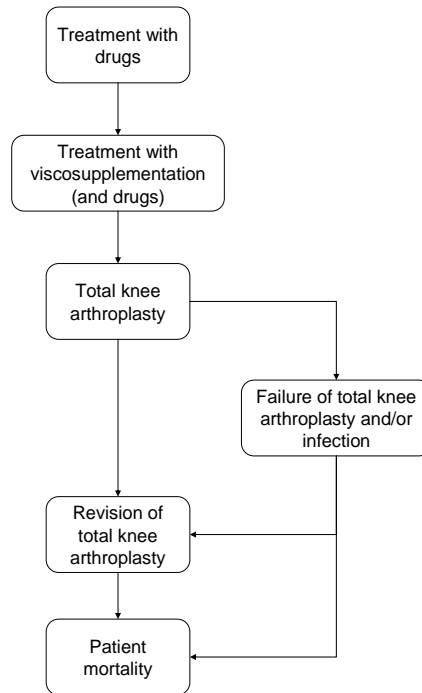 Treatment with
drugs
Treatment with
viscosupplementation
(and drugs)
Total knee
arthroplasty
Failure of total knee
arthroplasty and/or
infection
Revision of
total knee
arthroplasty
Patient
mortality